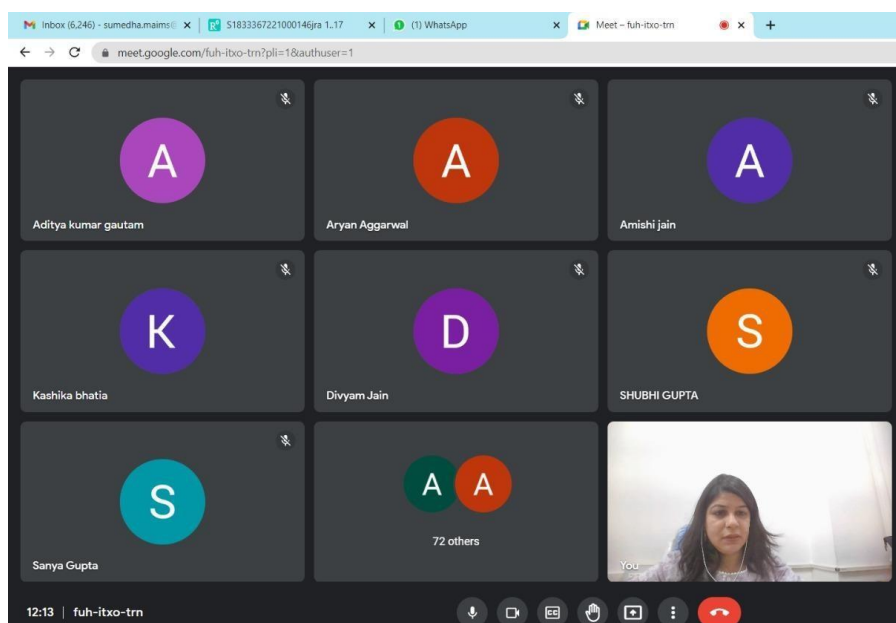 Inbox (6,246) - sumedha.maims@
S1833367221000146jra 1..17
(1) WhatsApp
Meet – fuh-itxo-trn
meet.google.com/fuh-itxo-trn?pli=1&authuser=1
A
Aditya kumar gautam
A
Aryan Aggarwal
A
Amishi jain
K
Kashika bhatia
D
Divyam Jain
S
SHUBHI GUPTA
S
Sanya Gupta
A A
72 others
You
12:13 | fuh-itxo-trn
CC